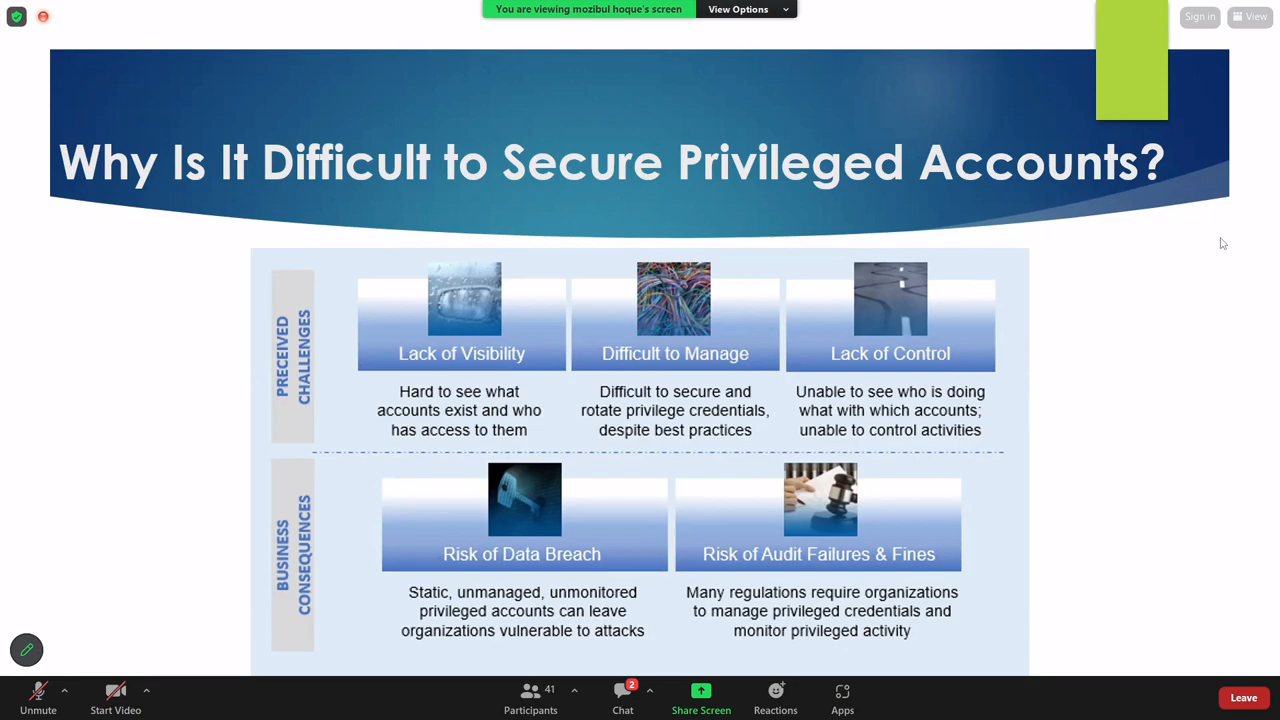 You are viewing mozibul hoque's screen
View Options
Sign in
View
Why Is It Difficult to Secure Privileged Accounts?
PRECEIVED
CHALLENGES
Lack of Visibility
Hard to see what
accounts exist and who
has access to them
Difficult to Manage
Difficult to secure and
rotate privilege credentials,
despite best practices
Lack of Control
Unable to see who is doing
what with which accounts;
unable to control activities
BUSINESS
CONSEQUENCES
Risk of Data Breach
Static, unmanaged, unmonitored
privileged accounts can leave
organizations vulnerable to attacks
Risk of Audit Failures & Fines
Many regulations require organizations
to manage privileged credentials and
monitor privileged activity
Unmute
Start Video
41
Participants
2
Chat
Share Screen
Reactions
Apps
Leave